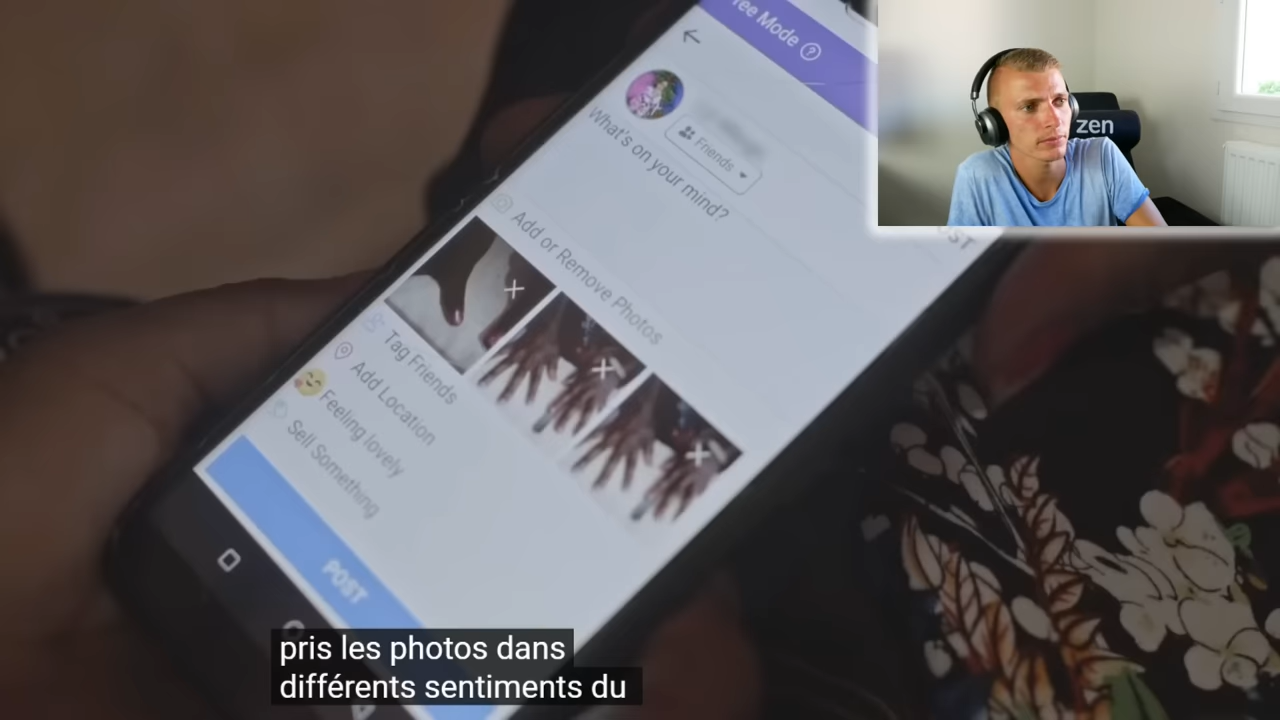 ree Mode ?
Friends
What's on your mind?
Add or Remove Photos
Tag Friends
Add Location
Feeling lovely
Sell Something
POST
zen
pris les photos dans
différents sentiments du